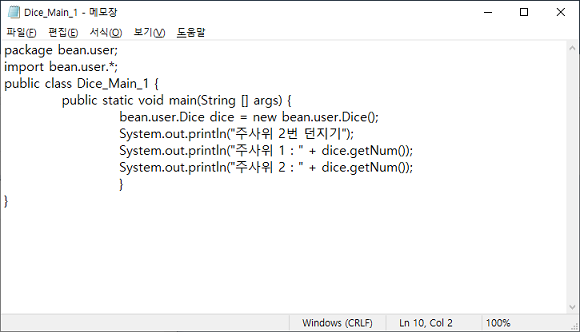 Dice_Main_1 - 메모장
파일(F) 편집(E) 서식(O) 보기(V) 도움말
package bean.user;
import bean.user.*;
public class Dice_Main_1 {
public static void main(String [] args) {
bean.user.Dice dice = new bean.user.Dice();
System.out.println("주사위 2번 던지기");
System.out.println("주사위 1 : " + dice.getNum());
System.out.println("주사위 2 : " + dice.getNum());
}
}
Windows (CRLF) Ln 10, Col 2 100%